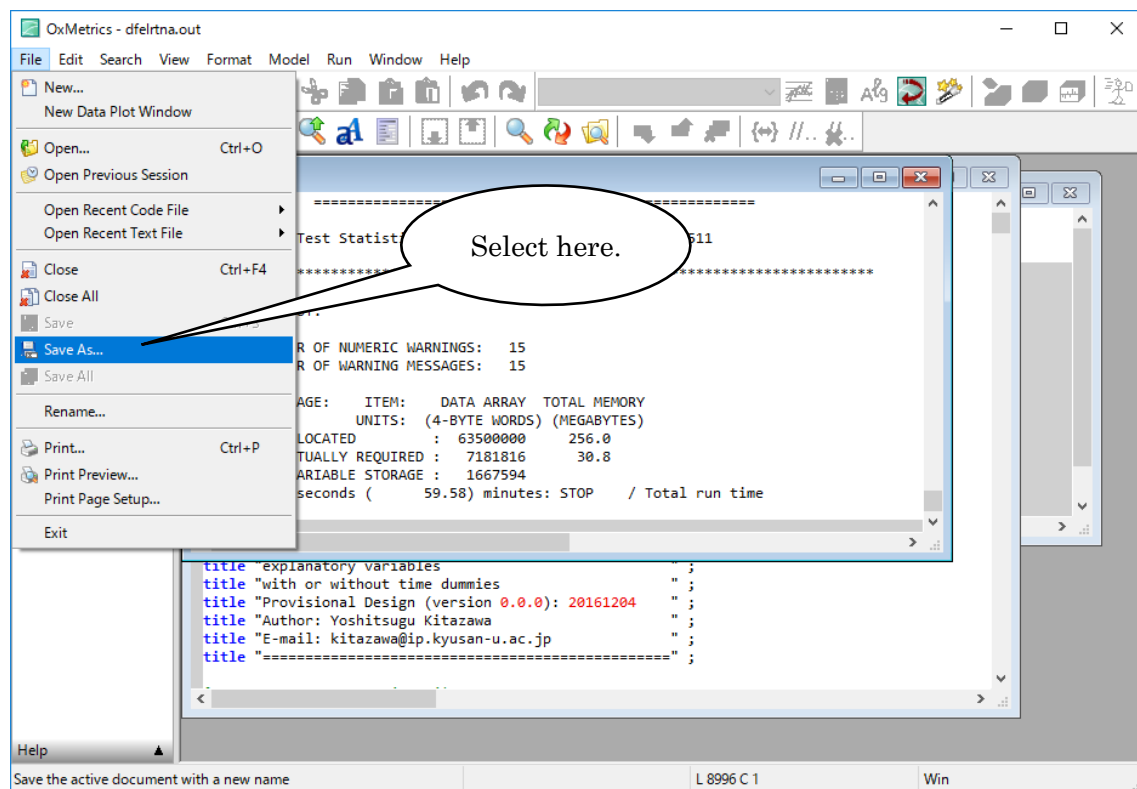 OxMetrics - dfelrtna.out
File Edit Search View Format Model Run Window Help
New...
New Data Plot Window
Open... Ctrl+O
Open Previous Session
Open Recent Code File
Open Recent Text File
Close Ctrl+F4
Close All
Save
Save As...
Save All
Rename...
Print... Ctrl+P
Print Preview...
Print Page Setup...
Exit
Select here.
====================================================
Test Statist 511
********************************************************************
R OF NUMERIC WARNINGS: 15
R OF WARNING MESSAGES: 15
AGE: ITEM: DATA ARRAY TOTAL MEMORY
UNITS: (4-BYTE WORDS) (MEGABYTES)
LOCATED : 63500000 256.0
TUALLY REQUIRED : 7181816 30.8
ARIABLE STORAGE : 1667594
seconds ( 59.58) minutes: STOP / Total run time
title "explanatory variables " ;
title "with or without time dummies " ;
title "Provisional Design (version 0.0.0): 20161204 " ;
title "Author: Yoshitsugu Kitazawa " ;
title "E-mail: kitazawa@ip.kyusan-u.ac.jp " ;
title "================================================" ;
Help
Save the active document with a new name L 8996 C 1 Win